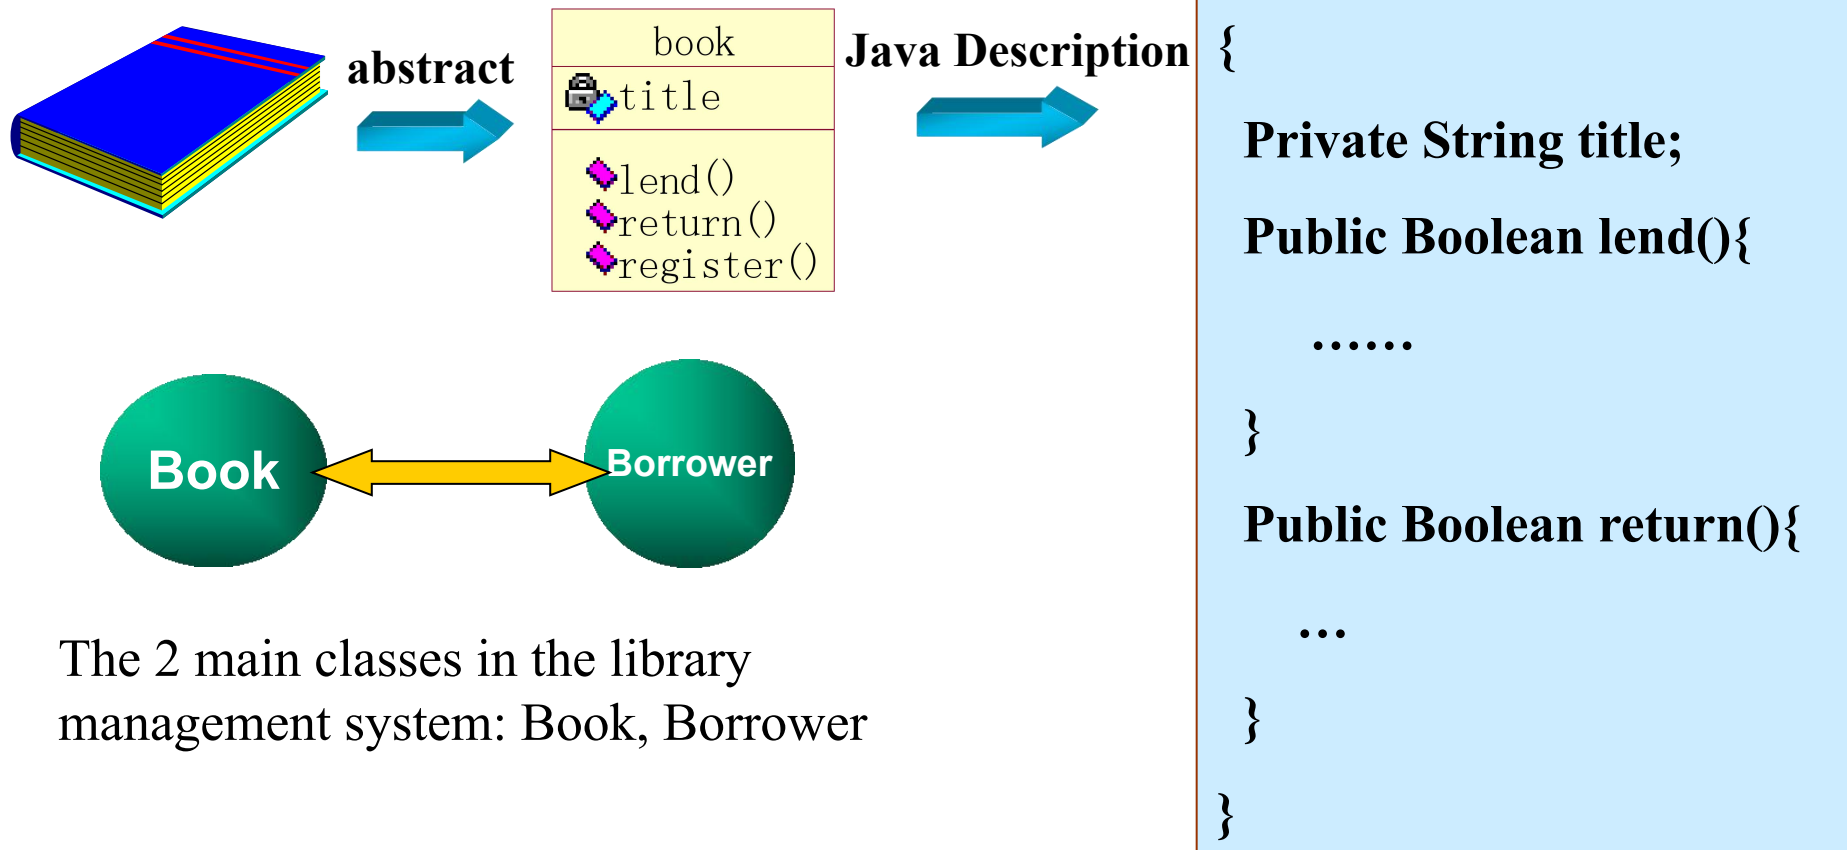 abstract
book
title
lend()
return()
register()
Java Description
Book
Borrower
The 2 main classes in the library
management system: Book, Borrower
{
Private String title;
Public Boolean lend(){
……
}
Public Boolean return(){
…
}
}